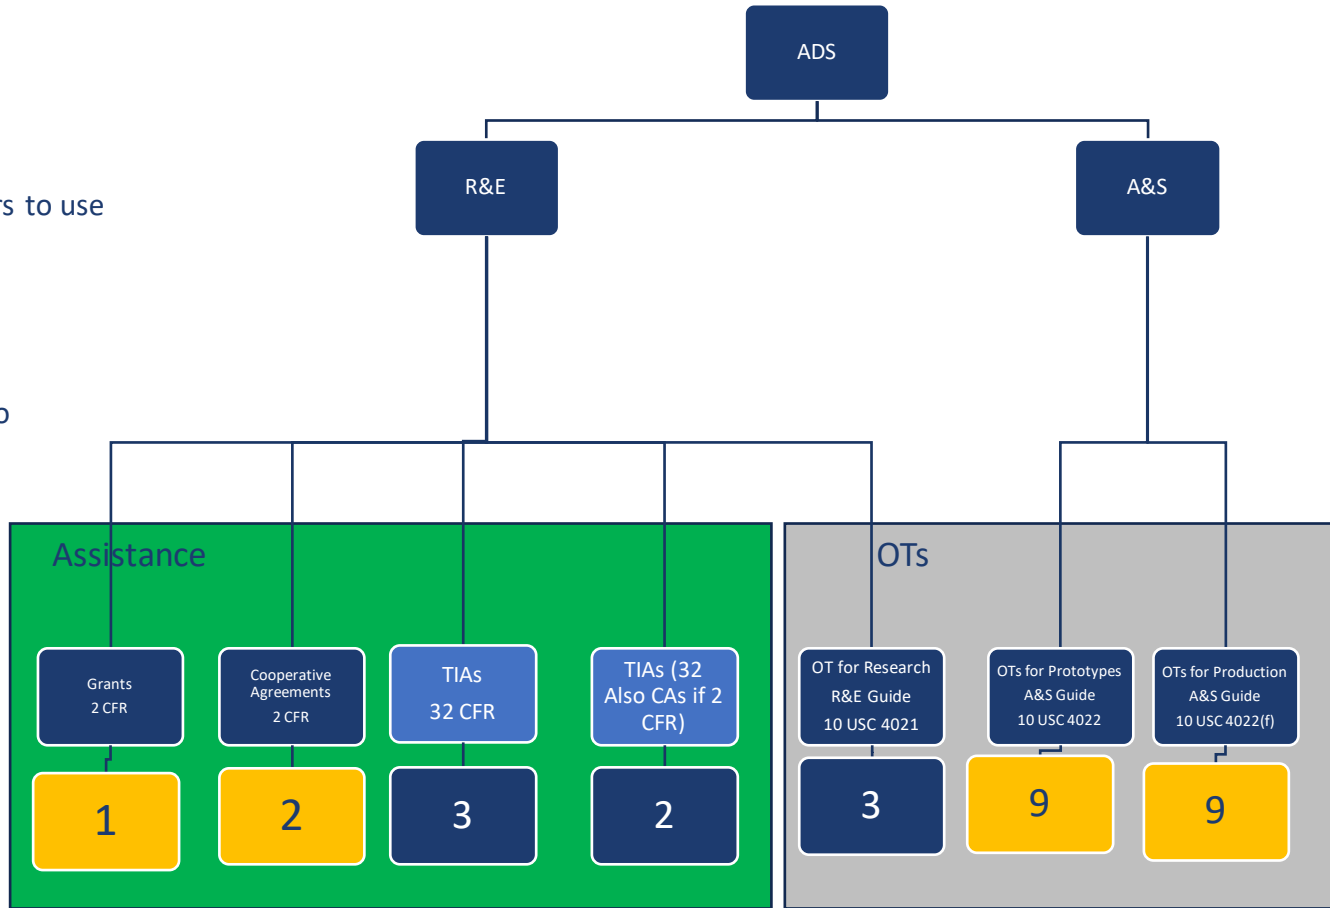 ADS
R&E
A&S
rs to use
Assistance
OTs
Grants
2 CFR
Cooperative
Agreements
2 CFR
TIAs
32 CFR
TIAs (32
Also CAs if 2
CFR)
OT for Research
R&E Guide
10 USC 4021
OTs for Prototypes
A&S Guide
10 USC 4022
OTs for Production
A&S Guide
10 USC 4022(f)
1
2
3
2
3
9
9